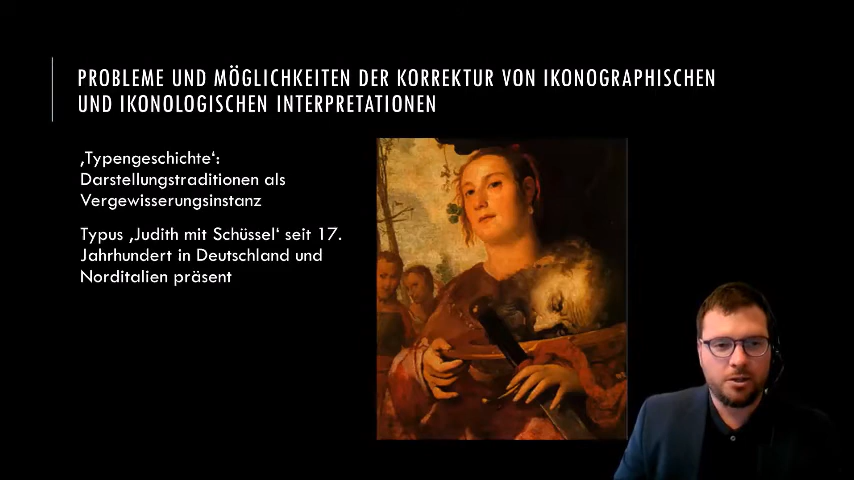 PROBLEME UND MÖGLICHKEITEN DER KORREKTUR VON IKONOGRAPHISCHEN
UND IKONOLOGISCHEN INTERPRETATIONEN
‚Typengeschichte‘:
Darstellungstraditionen als
Vergewisserungsinstanz
Typus ‚Judith mit Schüssel‘ seit 17.
Jahrhundert in Deutschland und
Norditalien präsent